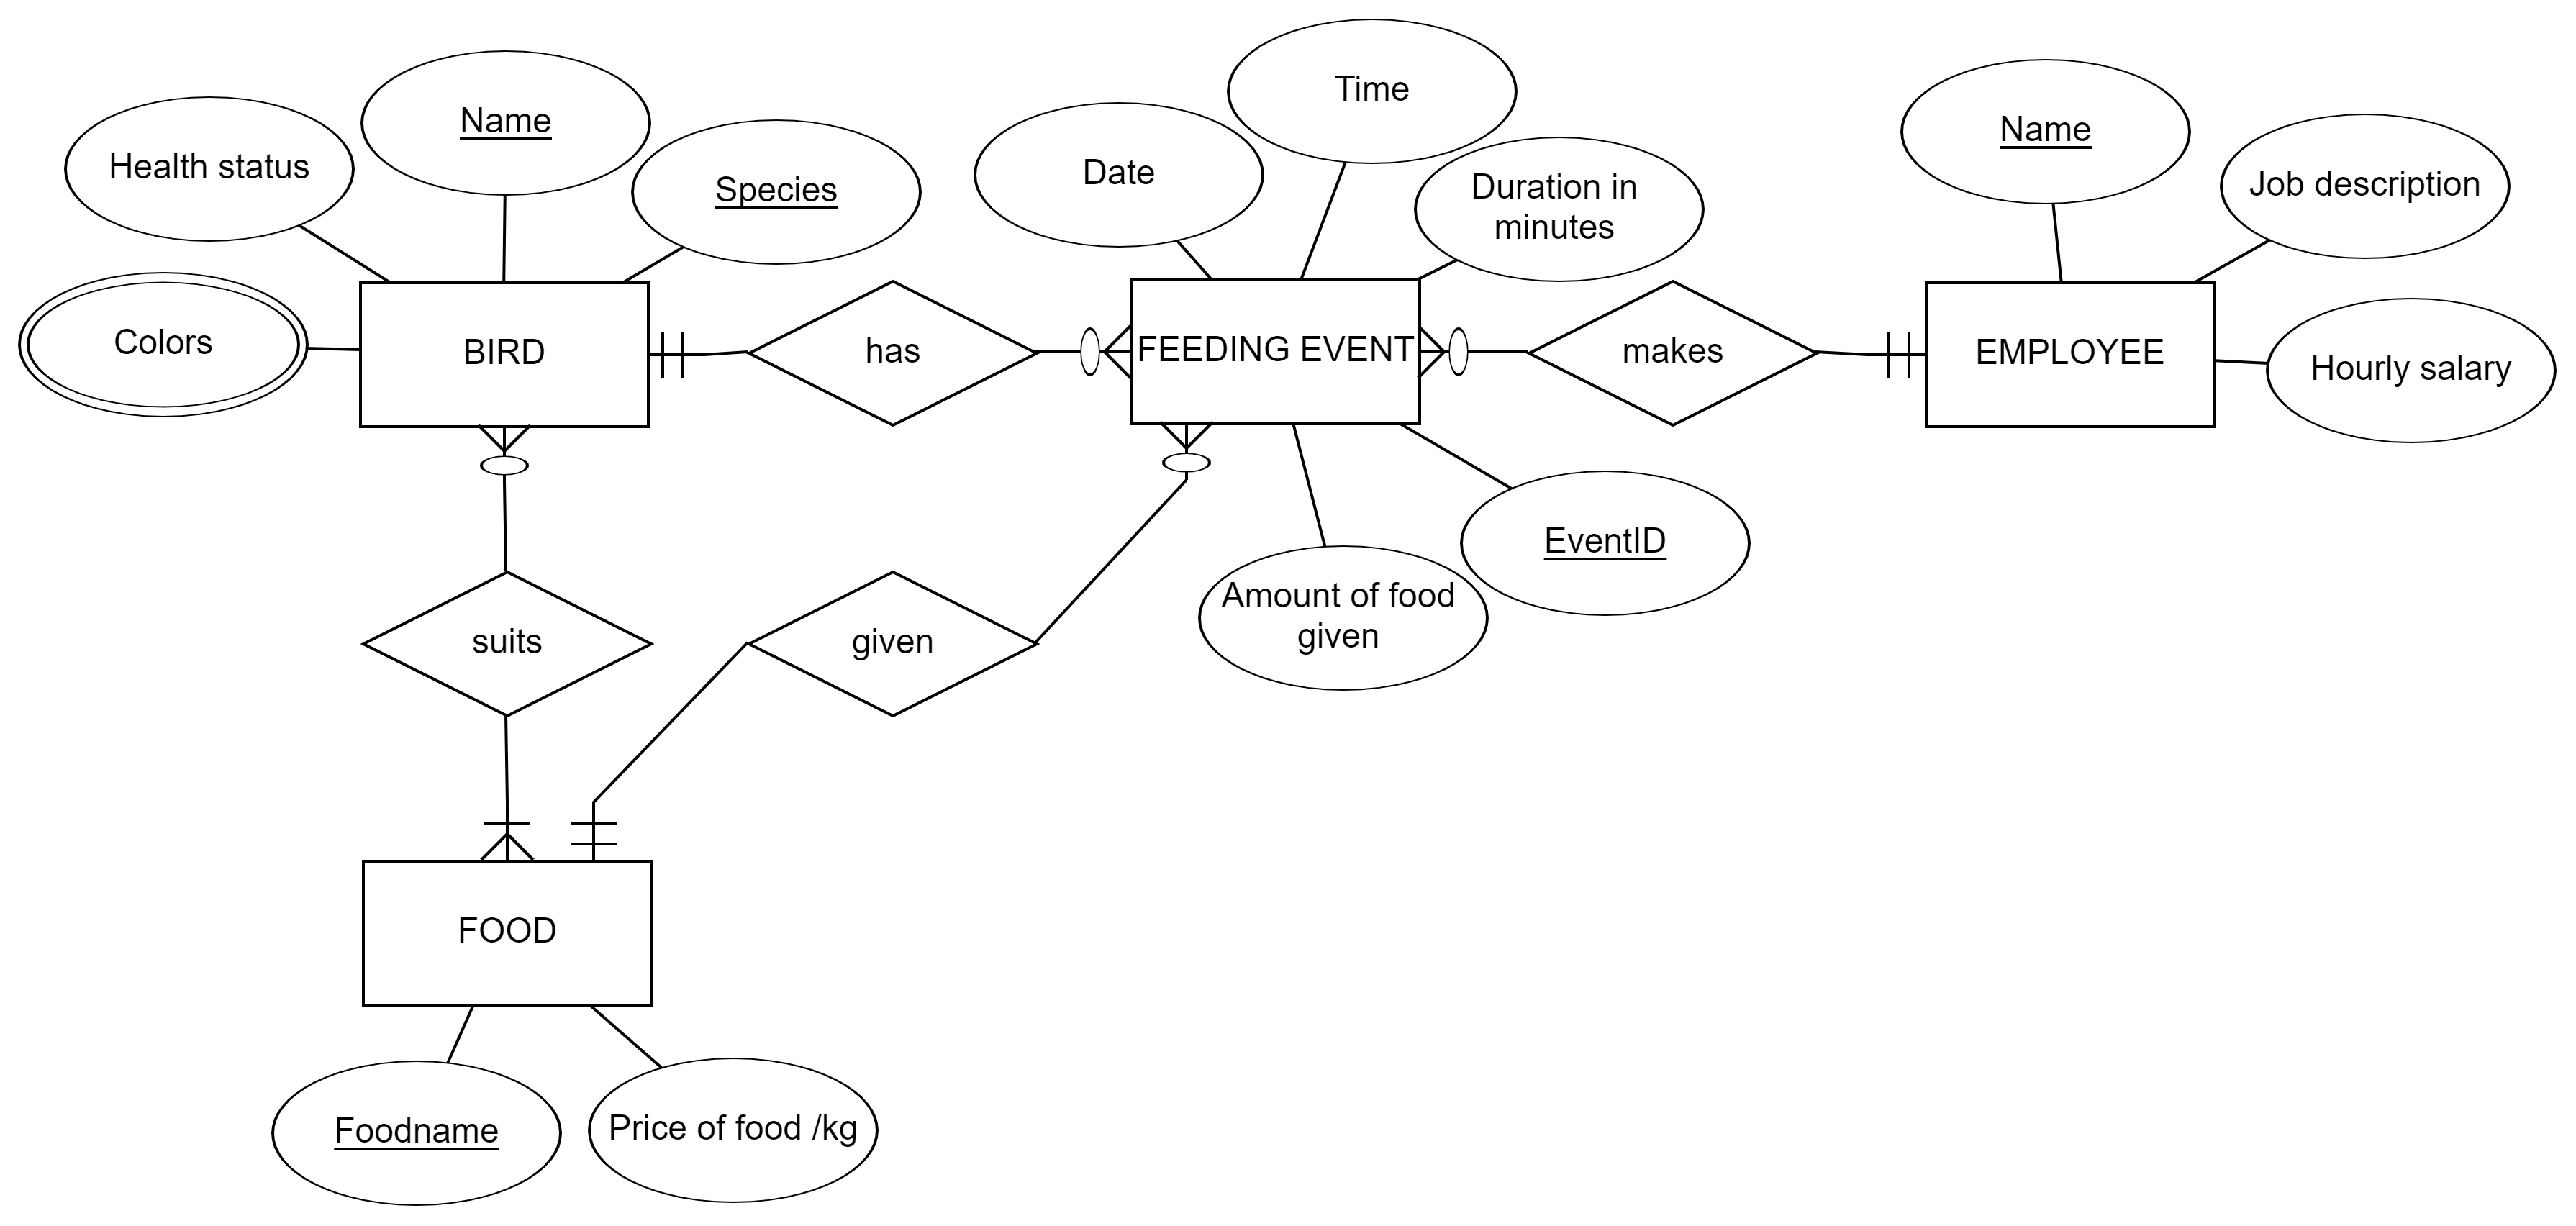 Time
Name
Name
Health status
Species
Date
Duration in
minutes
Job description
Colors
BIRD
has
FEEDING EVENT
makes
EMPLOYEE
Hourly salary
EventID
Amount of food
given
suits
given
FOOD
Foodname
Price of food /kg